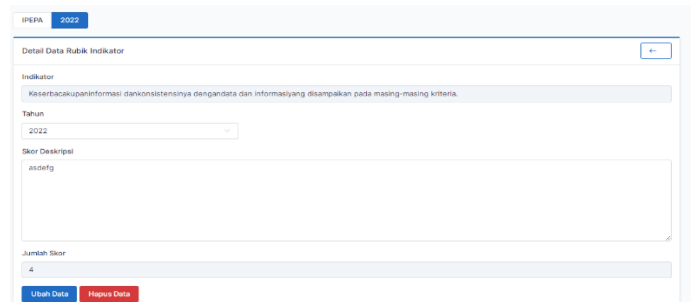 IPEPA 2022
Detail Data Rubik Indikator
←
Indikator
Keserbacakupaninformasi dankonsistensinya dengandata dan informasiyang disampaikan pada masing-masing kriteria.
Tahun
2022
Skor Deskripsi
asdefg
Jumlah Skor
4
Ubah Data Hapus Data